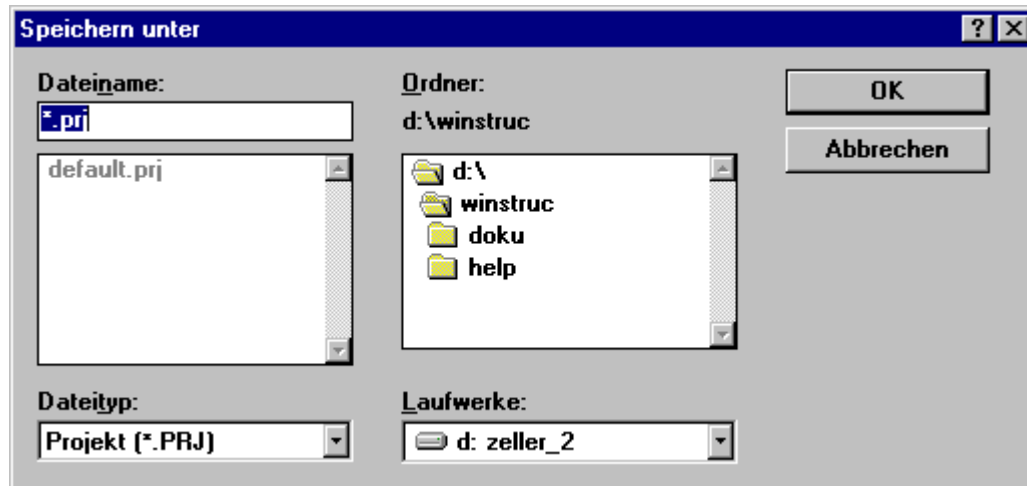 Speichern unter
Dateiname:
*.prj
default.prj
Dateityp:
Projekt (*.PRJ)
Ordner:
d:\winstruc
d:\
winstruc
doku
help
Laufwerke:
d: zeller_2
OK
Abbrechen